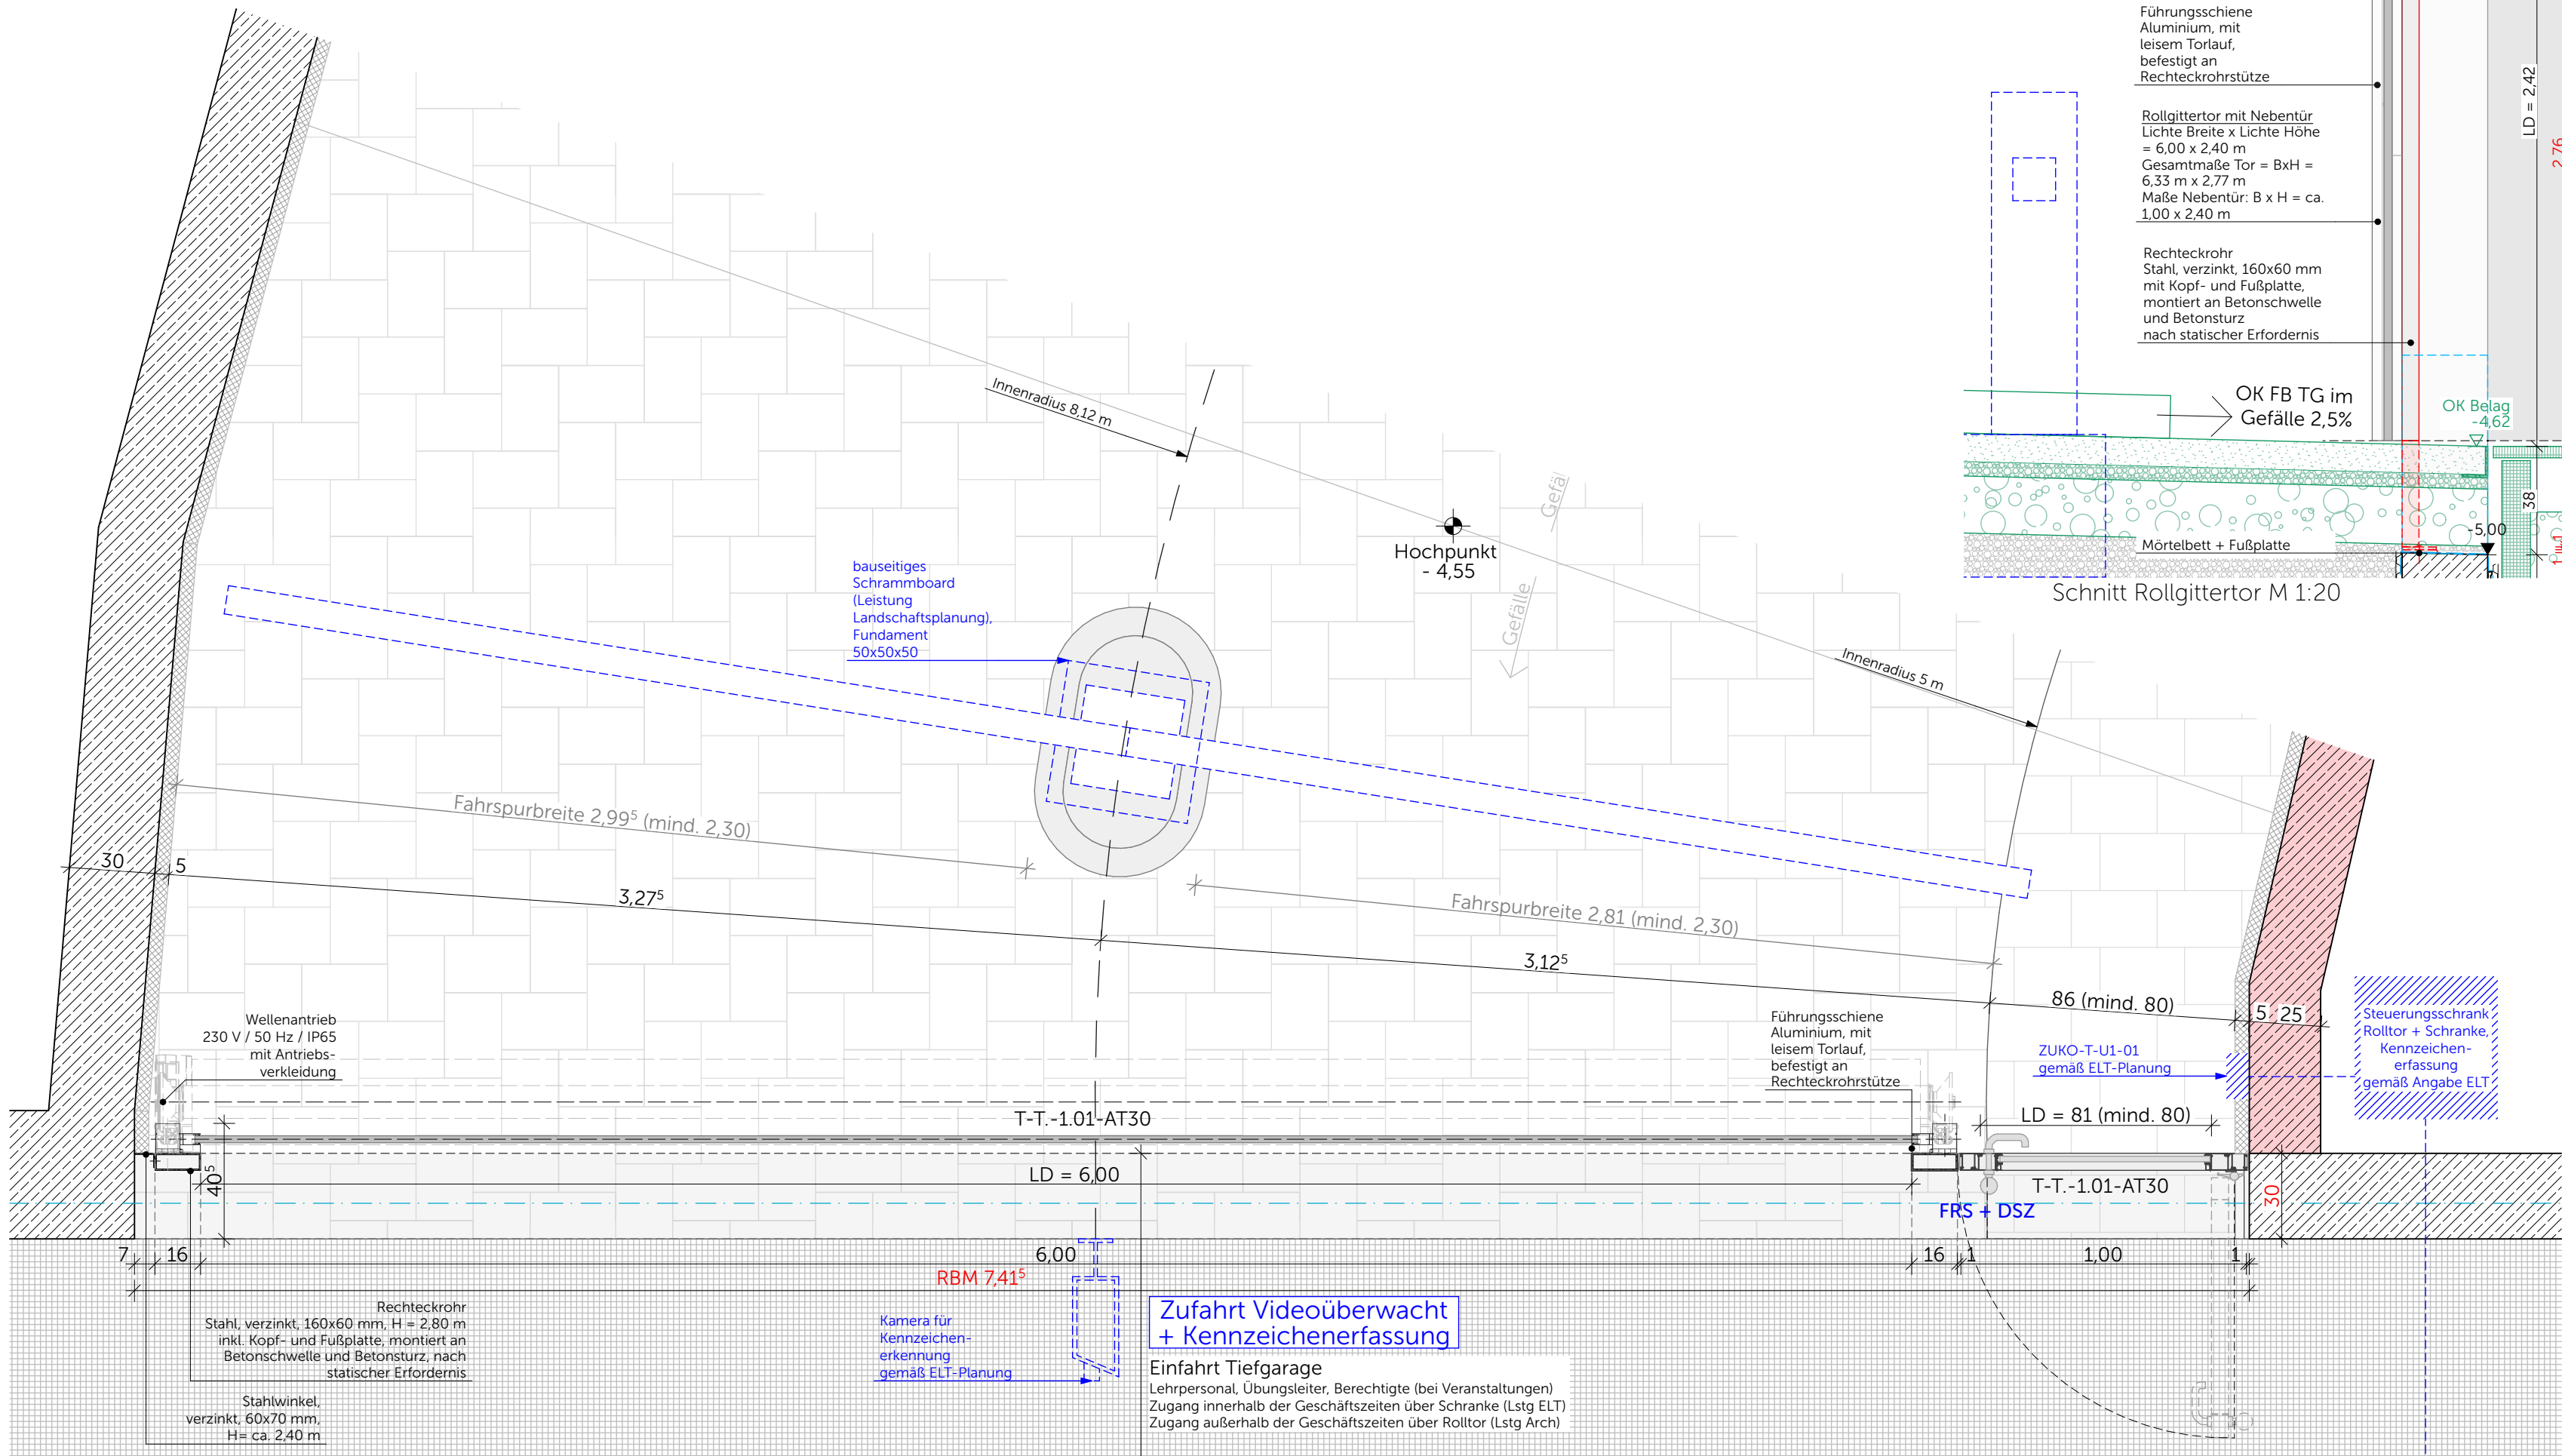 Führungsschiene
Aluminium, mit
leisem Torlauf,
befestigt an
Rechteckrohrstütze
LD = 2,42
2,76
Rollgittertor mit Nebentür
Lichte Breite x Lichte Höhe
= 6,00 x 2,40 m
Gesamtmaße Tor = BxH =
6,33 m x 2,77 m
Maße Nebentür: B x H = ca.
1,00 x 2,40 m
Rechteckrohr
Stahl, verzinkt, 160x60 mm
mit Kopf- und Fußplatte,
montiert an Betonschwelle
und Betonsturz
nach statischer Erfordernis
OK FB TG im
Gefälle 2,5%
OK Belag
-4,62
38
-5,00
Mörtelbett + Fußplatte
Schnitt Rollgittertor M 1:20
Innenradius 8,12 m
Gefäl
Hochpunkt
- 4,55
Gefälle
bauseitiges
Schrammboard
(Leistung
Landschaftsplanung),
Fundament
50x50x50
Innenradius 5 m
Fahrspurbreite 2,99⁵ (mind. 2,30)
30
5
3,27⁵
Fahrspurbreite 2,81 (mind. 2,30)
3,12⁵
86 (mind. 80)
5
25
Wellenantrieb
230 V / 50 Hz / IP65
mit Antriebs-
verkleidung
Führungsschiene
Aluminium, mit
leisem Torlauf,
befestigt an
Rechteckrohrstütze
ZUKO-T-U1-01
gemäß ELT-Planung
Steuerungsschrank
Rolltor + Schranke,
Kennzeichen-
erfassung
gemäß Angabe ELT
T-T.-1.01-AT30
LD = 81 (mind. 80)
40⁵
LD = 6,00
T-T.-1.01-AT30
FRS + DSZ
30
7
16
6,00
16
1
1,00
1
RBM 7,41⁵
Rechteckrohr
Stahl, verzinkt, 160x60 mm, H = 2,80 m
inkl. Kopf- und Fußplatte, montiert an
Betonschwelle und Betonsturz, nach
statischer Erfordernis
Stahlwinkel,
verzinkt, 60x70 mm,
H= ca. 2,40 m
Kamera für
Kennzeichen-
erkennung
gemäß ELT-Planung
Zufahrt Videoüberwacht
+ Kennzeichenerfassung
Einfahrt Tiefgarage
Lehrpersonal, Übungsleiter, Berechtigte (bei Veranstaltungen)
Zugang innerhalb der Geschäftszeiten über Schranke (Lstg ELT)
Zugang außerhalb der Geschäftszeiten über Rolltor (Lstg Arch)